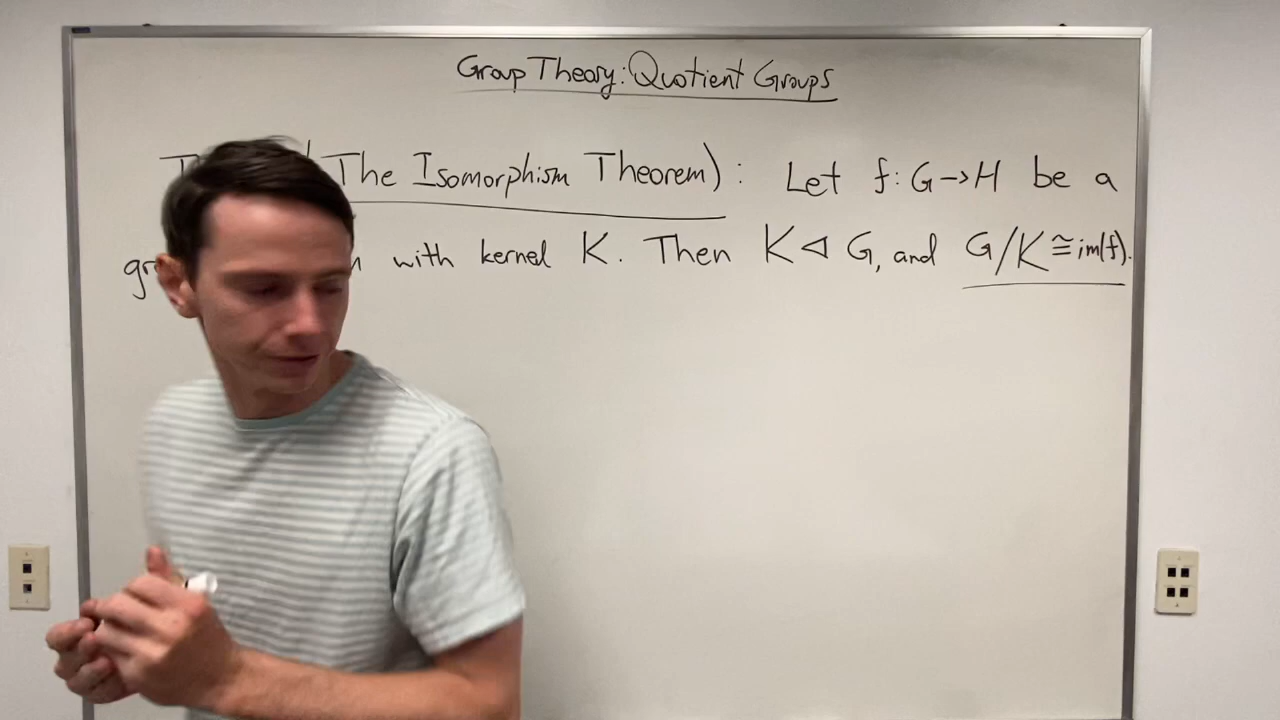 Group Theory: Quotient Groups
(The Isomorphism Theorem): Let f: G→H be a
with kernel K. Then K ⊲ G, and G/K ≅ im(f).